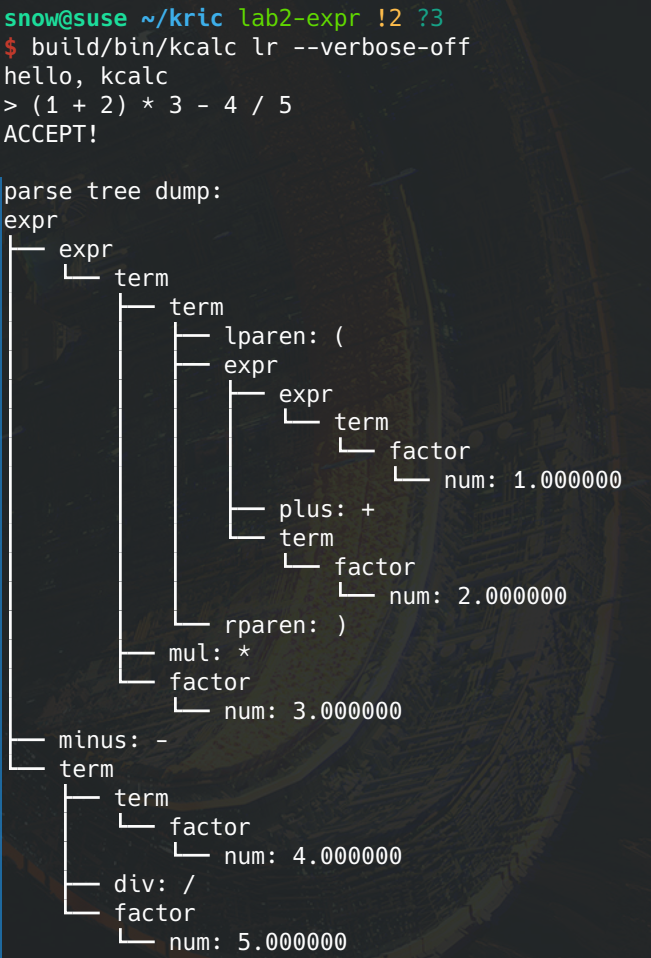 snow@suse ~/kric lab2-expr !2 ?3
$ build/bin/kcalc lr --verbose-off
hello, kcalc
> (1 + 2) * 3 - 4 / 5
ACCEPT!

parse tree dump:
expr
├── expr
│   └── term
│       ├── term
│       │   ├── lparen: (
│       │   ├── expr
│       │   │   ├── expr
│       │   │   │   └── term
│       │   │   │       └── factor
│       │   │   │           └── num: 1.000000
│       │   │   ├── plus: +
│       │   │   └── term
│       │   │       └── factor
│       │   │           └── num: 2.000000
│       │   └── rparen: )
│       ├── mul: *
│       └── factor
│           └── num: 3.000000
├── minus: -
└── term
    ├── term
    │   └── factor
    │       └── num: 4.000000
    ├── div: /
    └── factor
        └── num: 5.000000